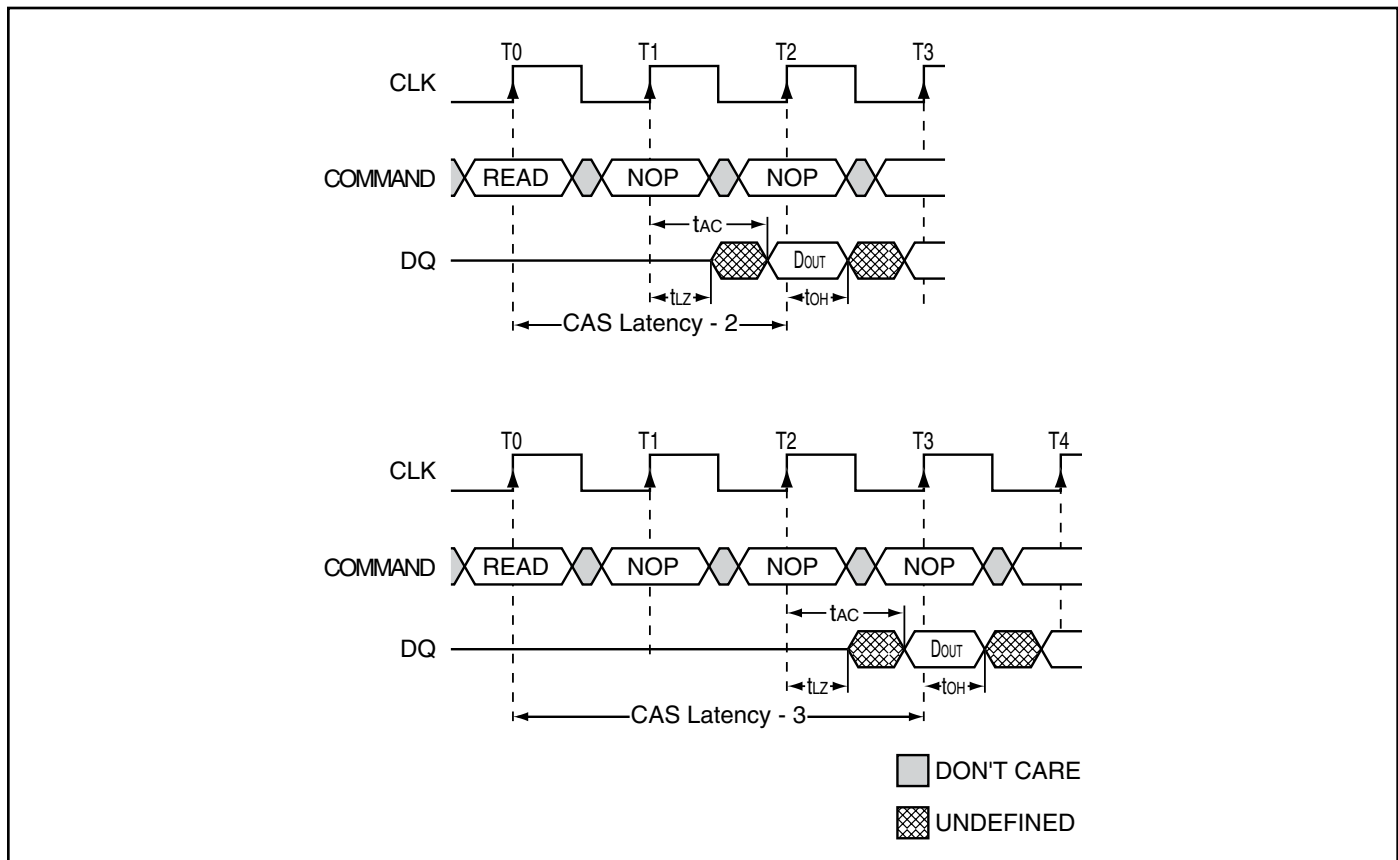 T0 T1 T2 T3
CLK
COMMAND READ NOP NOP
tAC
DQ DOUT
tLZ tOH
CAS Latency - 2
T0 T1 T2 T3 T4
CLK
COMMAND READ NOP NOP NOP
tAC
DQ DOUT
tLZ tOH
CAS Latency - 3
DON'T CARE
UNDEFINED